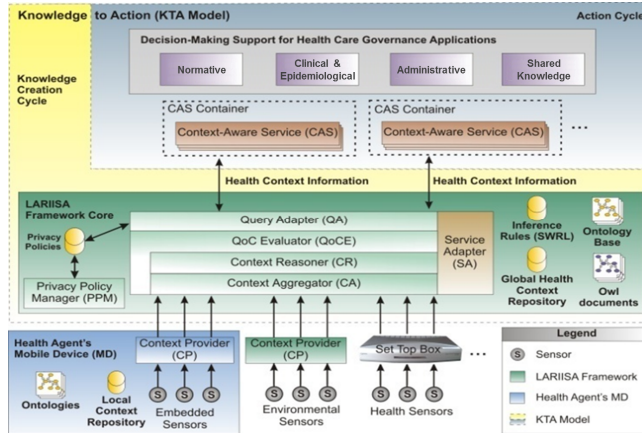 Knowledge to Action (KTA Model)
Action Cycle
Decision-Making Support for Health Care Governance Applications
Normative
Clinical &
Epidemiological
Administrative
Shared
Knowledge
Knowledge
Creation
Cycle
CAS Container
Context-Aware Service (CAS)
CAS Container
Context-Aware Service (CAS)
...
Health Context Information
Health Context Information
LARIISA
Framework Core
Privacy
Policies
Privacy Policy
Manager (PPM)
Query Adapter (QA)
QoC Evaluator (QoCE)
Context Reasoner (CR)
Context Aggregator (CA)
Service
Adapter
(SA)
Inference
Rules (SWRL)
Ontology
Base
Global Health
Context
Repository
Owl
documents
Health Agent's
Mobile Device (MD)
Context Provider
(CP)
Ontologies
Local
Context
Repository
S S S
Embedded
Sensors
Context Provider
(CP)
S S S
Environmental
Sensors
Set Top Box
...
S S S
Health Sensors
Legend
S Sensor
LARIISA Framework
Health Agent's MD
KTA Model